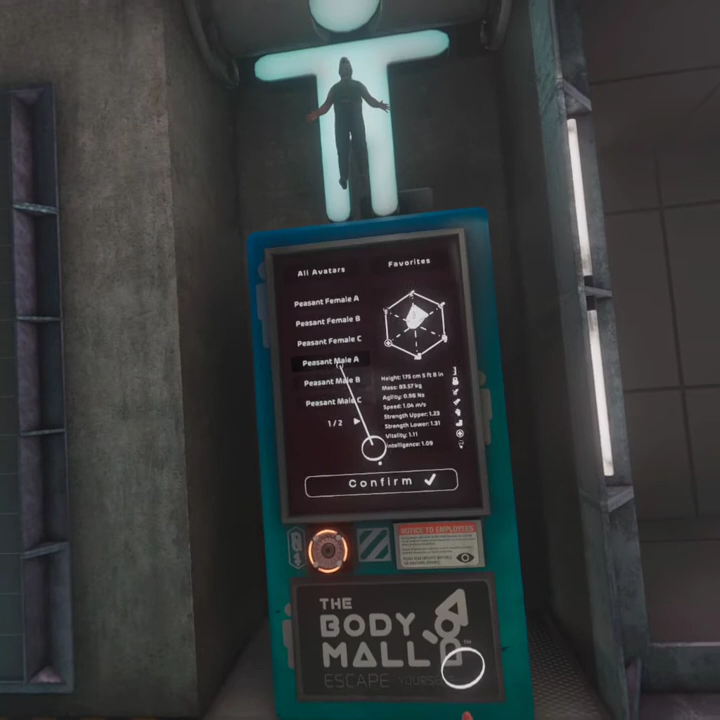 All Avatars
Favorites
Peasant Female A
Peasant Female B
Peasant Female C
Peasant Male A
Peasant Male B
Peasant Male C
1/2
Height: 175 cm 5 ft 8 in
Mass: 83.57 kg
Agility: 0.98 Ns
Speed: 1.04 m/s
Strength Upper: 1.23
Strength Lower: 1.31
Vitality: 1.11
Intelligence: 1.09
Confirm
NOTICE TO EMPLOYEES
THE
BODY
MALL
TM
ESCAPE